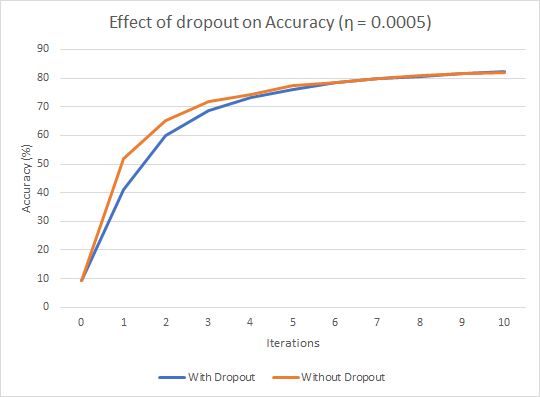 Effect of dropout on Accuracy (η = 0.0005)
90
80
70
60
50
40
30
20
10
0
Accuracy (%)
0 1 2 3 4 5 6 7 8 9 10
Iterations
With Dropout Without Dropout